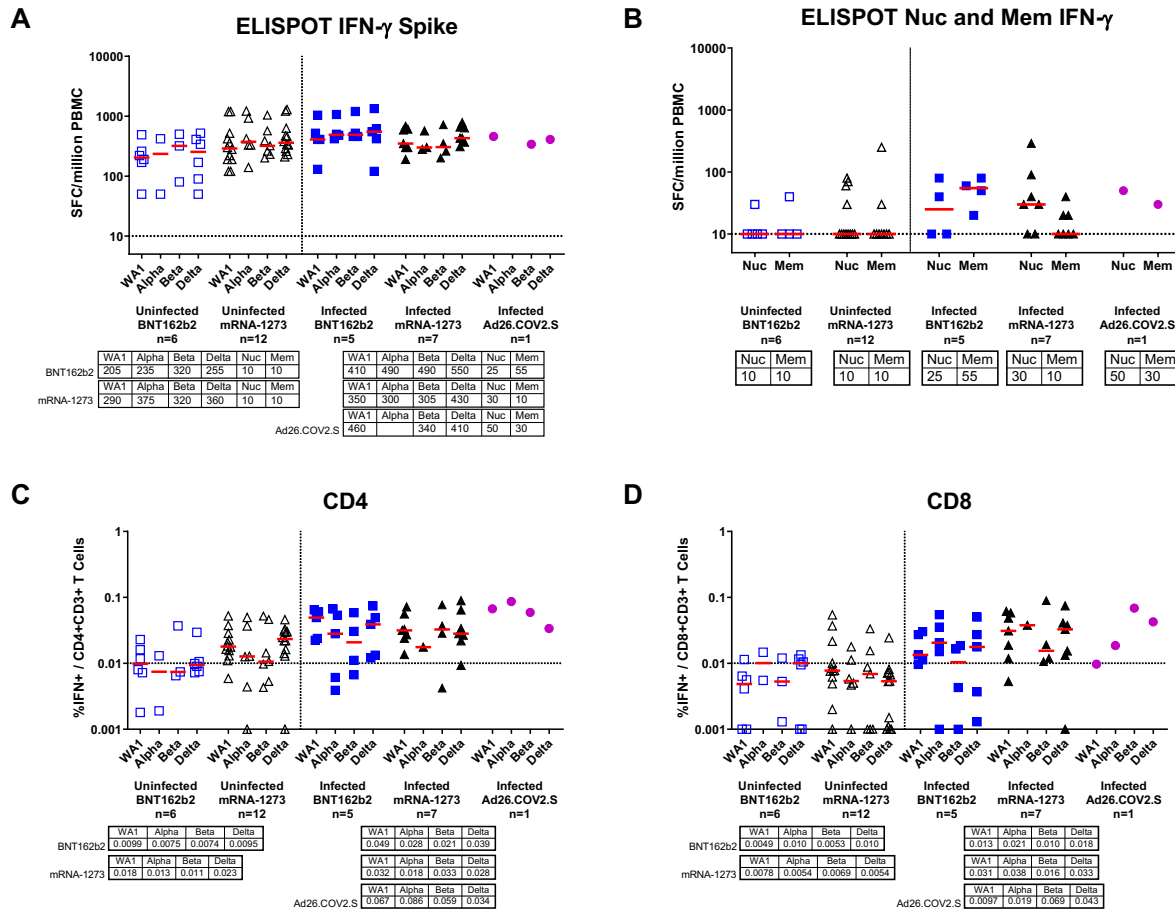 A
ELISPOT IFN-γ Spike
SFC/million PBMC
10000
1000
100
10
WA1 Alpha Beta Delta WA1 Alpha Beta Delta WA1 Alpha Beta Delta WA1 Alpha Beta Delta WA1 Alpha Beta Delta
Uninfected Uninfected Infected Infected Infected
BNT162b2 mRNA-1273 BNT162b2 mRNA-1273 Ad26.COV2.S
n=6 n=12 n=5 n=7 n=1
WA1 Alpha Beta Delta Nuc Mem
BNT162b2 205 235 320 255 10 10
WA1 Alpha Beta Delta Nuc Mem
mRNA-1273 290 375 320 360 10 10
WA1 Alpha Beta Delta Nuc Mem
410 490 490 550 25 55
WA1 Alpha Beta Delta Nuc Mem
350 300 305 430 30 10
WA1 Alpha Beta Delta Nuc Mem
Ad26.COV2.S 460 340 410 50 30
B
ELISPOT Nuc and Mem IFN-γ
SFC/million PBMC
10000
1000
100
10
Nuc Mem Nuc Mem Nuc Mem Nuc Mem Nuc Mem
Uninfected Uninfected Infected Infected Infected
BNT162b2 mRNA-1273 BNT162b2 mRNA-1273 Ad26.COV2.S
n=6 n=12 n=5 n=7 n=1
Nuc Mem Nuc Mem Nuc Mem Nuc Mem Nuc Mem
10 10 10 10 25 55 30 10 50 30
C
CD4
%IFN+ / CD4+CD3+ T Cells
1
0.1
0.01
0.001
WA1 Alpha Beta Delta WA1 Alpha Beta Delta WA1 Alpha Beta Delta WA1 Alpha Beta Delta WA1 Alpha Beta Delta
Uninfected Uninfected Infected Infected Infected
BNT162b2 mRNA-1273 BNT162b2 mRNA-1273 Ad26.COV2.S
n=6 n=12 n=5 n=7 n=1
WA1 Alpha Beta Delta
BNT162b2 0.0099 0.0075 0.0074 0.0095
WA1 Alpha Beta Delta
mRNA-1273 0.018 0.013 0.011 0.023
WA1 Alpha Beta Delta
0.049 0.028 0.021 0.039
WA1 Alpha Beta Delta
0.032 0.018 0.033 0.028
WA1 Alpha Beta Delta
Ad26.COV2.S 0.067 0.086 0.059 0.034
D
CD8
%IFN+ / CD8+CD3+ T Cells
1
0.1
0.01
0.001
WA1 Alpha Beta Delta WA1 Alpha Beta Delta WA1 Alpha Beta Delta WA1 Alpha Beta Delta WA1 Alpha Beta Delta
Uninfected Uninfected Infected Infected Infected
BNT162b2 mRNA-1273 BNT162b2 mRNA-1273 Ad26.COV2.S
n=6 n=12 n=5 n=7 n=1
WA1 Alpha Beta Delta
BNT162b2 0.0049 0.010 0.0053 0.010
WA1 Alpha Beta Delta
mRNA-1273 0.0078 0.0054 0.0069 0.0054
WA1 Alpha Beta Delta
0.013 0.021 0.010 0.018
WA1 Alpha Beta Delta
0.031 0.038 0.016 0.033
WA1 Alpha Beta Delta
Ad26.COV2.S 0.0097 0.019 0.069 0.043